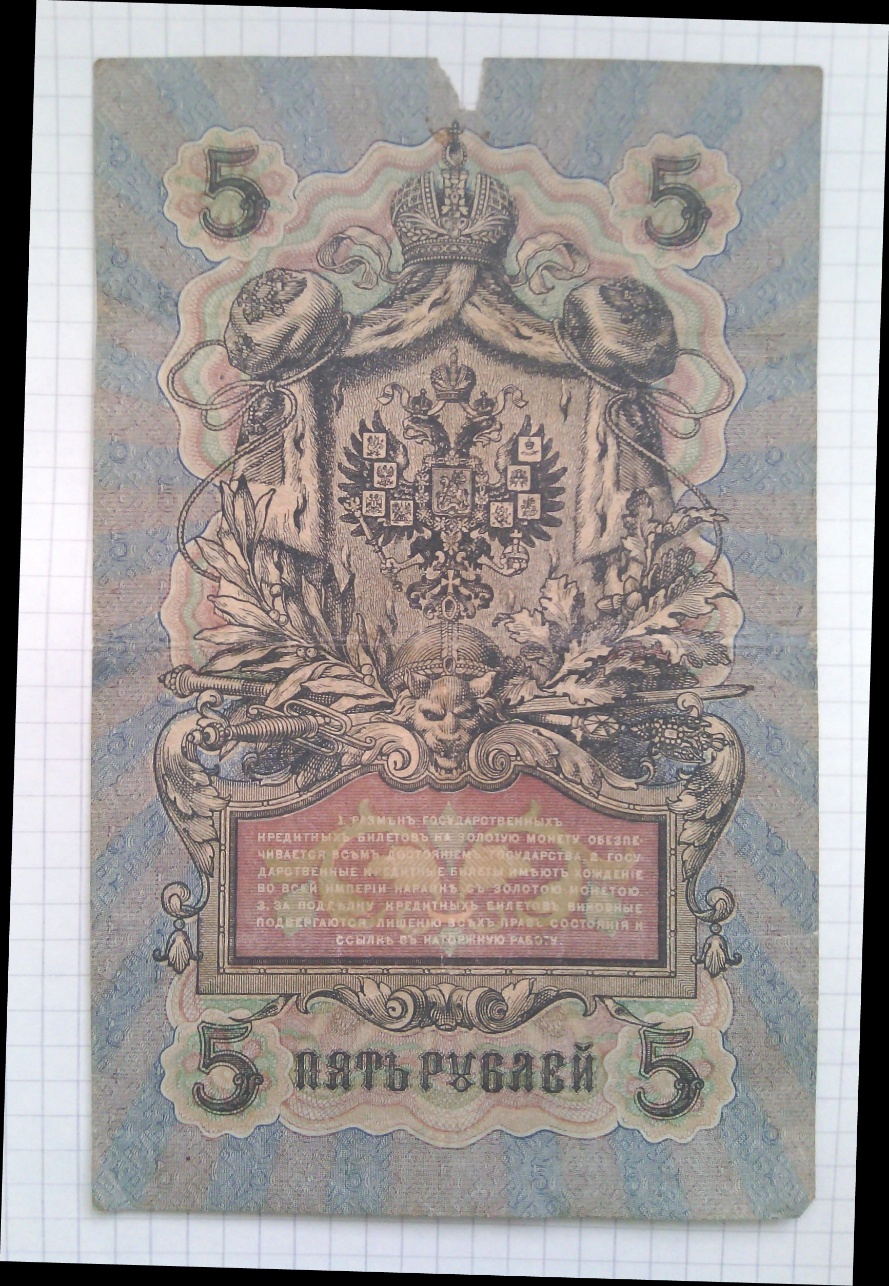 5 5
1. РАЗМѢНЪ ГОСУДАРСТВЕННЫХЪ
КРЕДИТНЫХЪ БИЛЕТОВЪ НА ЗОЛОТУЮ МОНЕТУ ОБЕЗПЕ-
ЧИВАЕТСЯ ВСѢМЪ ДОСТОЯНІЕМЪ ГОСУДАРСТВА. 2. ГОСУ-
ДАРСТВЕННЫЕ КРЕДИТНЫЕ БИЛЕТЫ ИМѢЮТЪ ХОЖДЕНІЕ
ВО ВСЕЙ ИМПЕРІИ НАРАВНѢ СЪ ЗОЛОТОЮ МОНЕТОЮ.
3. ЗА ПОДДѢЛКУ КРЕДИТНЫХЪ БИЛЕТОВЪ ВИНОВНЫЕ
ПОДВЕРГАЮТСЯ ЛИШЕНІЮ ВСѢХЪ ПРАВЪ СОСТОЯНІЯ И
ССЫЛКѢ ВЪ КАТОРЖНУЮ РАБОТУ.
5 ПЯТЬ РУБЛЕЙ 5